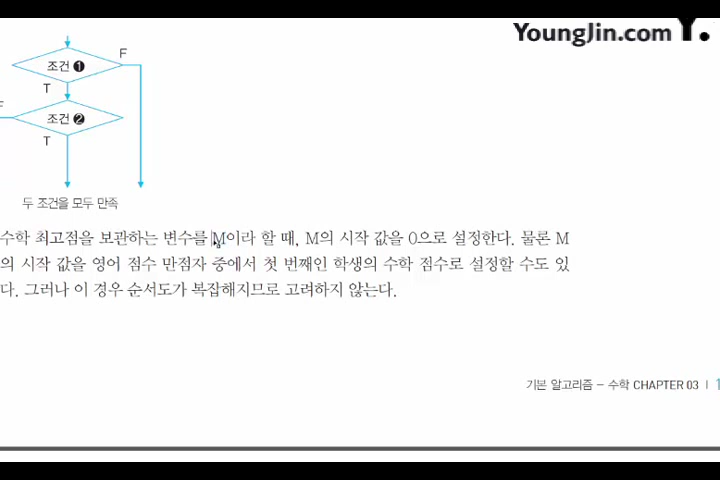 YoungJin.com Y.
F
조건 ❶
T
F
조건 ❷
T
두 조건을 모두 만족
수학 최고점을 보관하는 변수를 M이라 할 때, M의 시작 값을 0으로 설정한다. 물론 M
의 시작 값을 영어 점수 만점자 중에서 첫 번째인 학생의 수학 점수로 설정할 수도 있
다. 그러나 이 경우 순서도가 복잡해지므로 고려하지 않는다.
기본 알고리즘 – 수학 CHAPTER 03 | 1